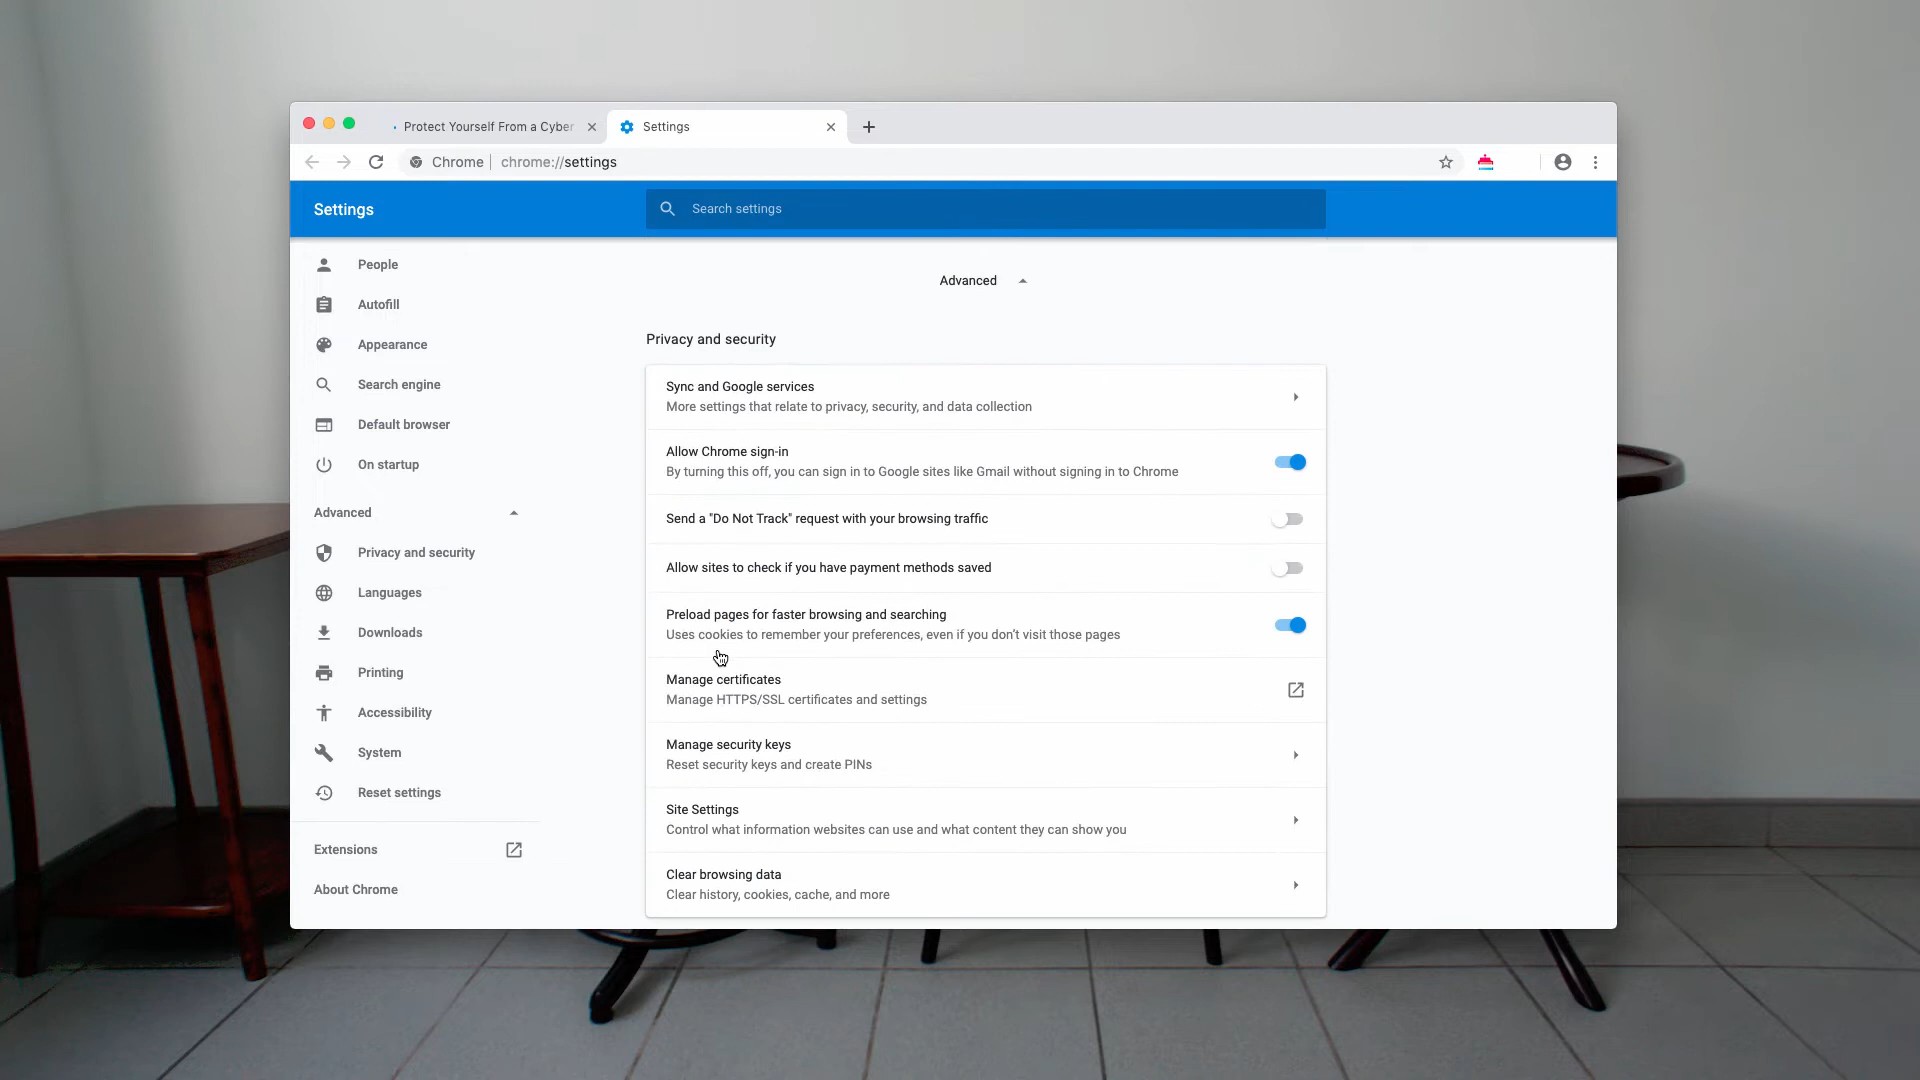 Protect Yourself From a Cyber
Settings
Chrome | chrome://settings
Settings
Search settings
People
Autofill
Appearance
Search engine
Default browser
On startup
Advanced
Privacy and security
Languages
Downloads
Printing
Accessibility
System
Reset settings
Extensions
About Chrome
Advanced
Privacy and security
Sync and Google services
More settings that relate to privacy, security, and data collection
Allow Chrome sign-in
By turning this off, you can sign in to Google sites like Gmail without signing in to Chrome
Send a "Do Not Track" request with your browsing traffic
Allow sites to check if you have payment methods saved
Preload pages for faster browsing and searching
Uses cookies to remember your preferences, even if you don't visit those pages
Manage certificates
Manage HTTPS/SSL certificates and settings
Manage security keys
Reset security keys and create PINs
Site Settings
Control what information websites can use and what content they can show you
Clear browsing data
Clear history, cookies, cache, and more